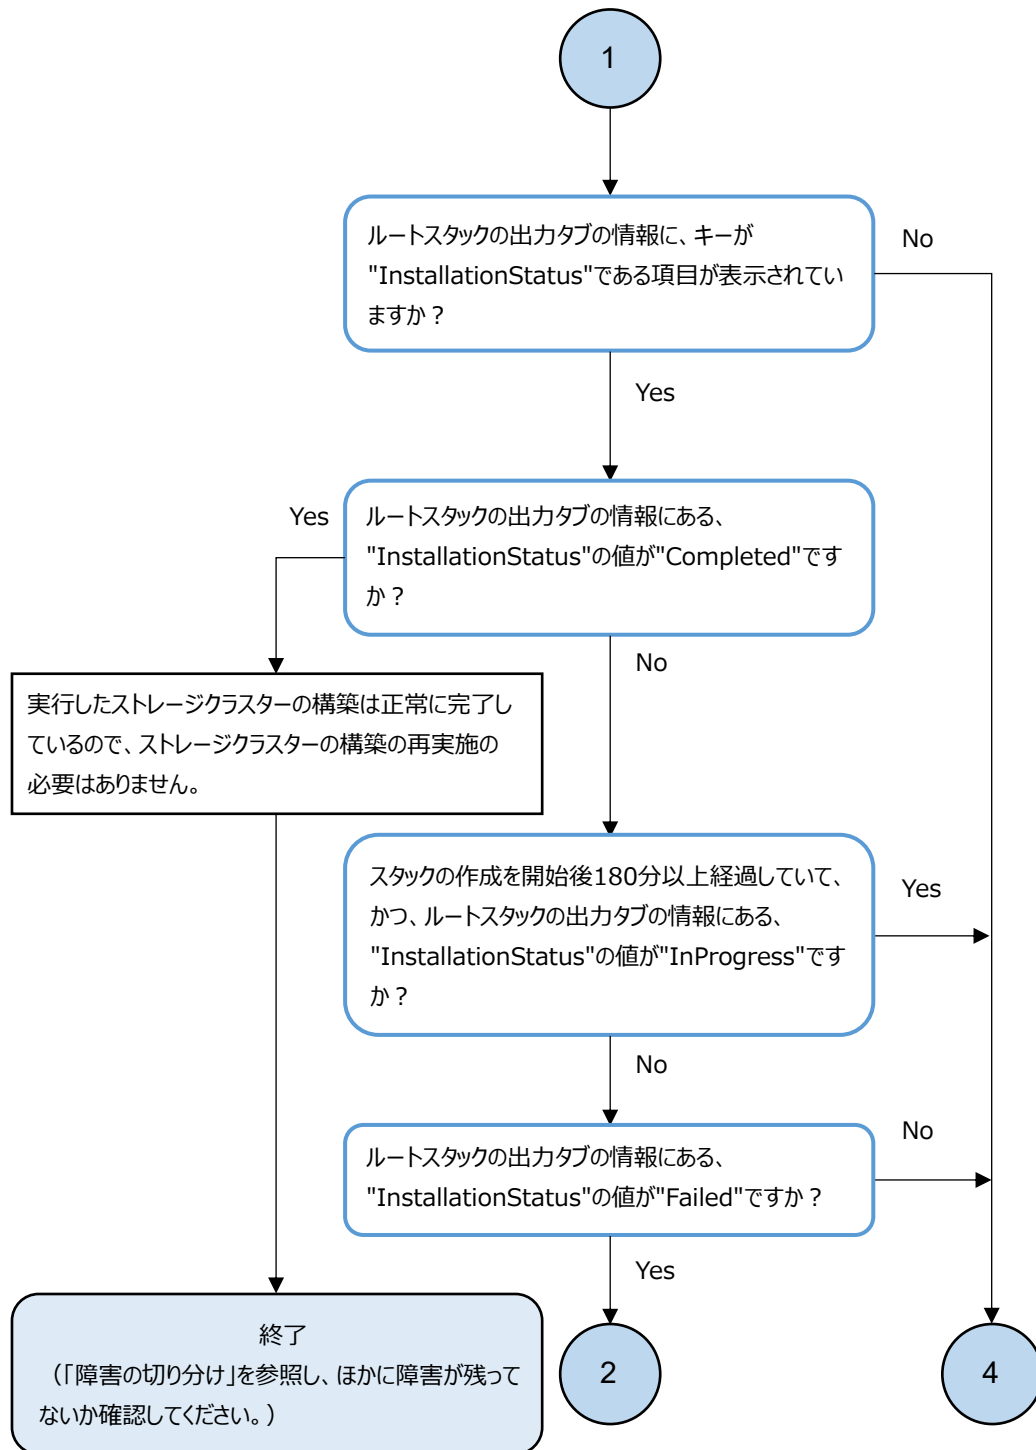 1
ルートスタックの出力タブの情報に、キーが
"InstallationStatus"である項目が表示されてい
ますか？
No
Yes
ルートスタックの出力タブの情報にある、
"InstallationStatus"の値が"Completed"です
か？
Yes
No
実行したストレージクラスターの構築は正常に完了し
ているので、ストレージクラスターの構築の再実施の
必要はありません。
スタックの作成を開始後180分以上経過していて、
かつ、ルートスタックの出力タブの情報にある、
"InstallationStatus"の値が"InProgress"です
か？
Yes
No
ルートスタックの出力タブの情報にある、
"InstallationStatus"の値が"Failed"ですか？
No
Yes
終了
（「障害の切り分け」を参照し、ほかに障害が残って
ないか確認してください。）
2
4